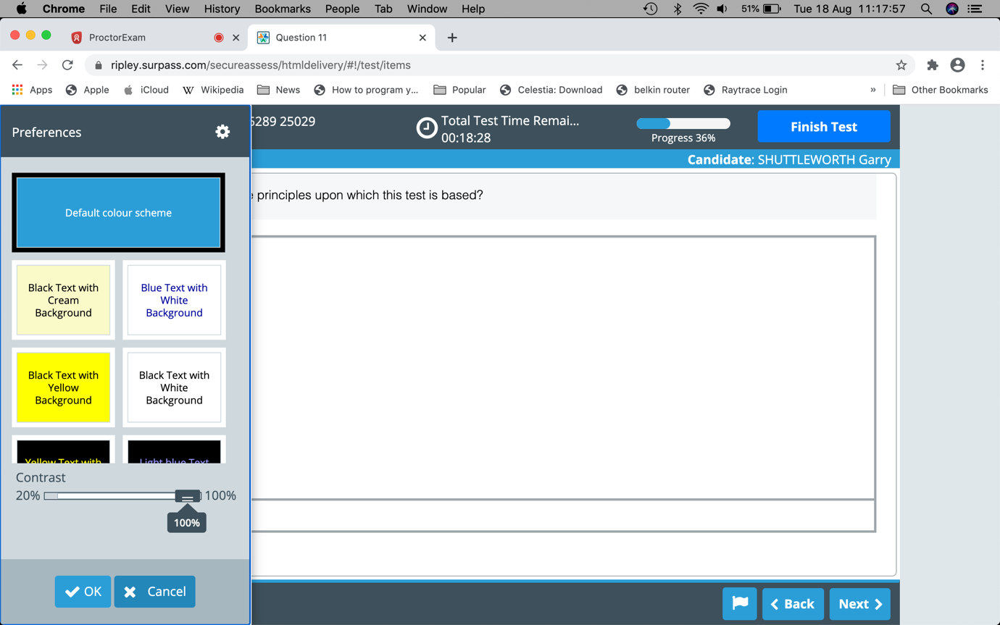 Chrome File Edit View History Bookmarks People Tab Window Help 51% Tue 18 Aug 11:17:57
ProctorExam Question 11
ripley.surpass.com/secureassess/htmldelivery/#!/test/items
Apps Apple iCloud Wikipedia News How to program y... Popular Celestia: Download belkin router Raytrace Login » Other Bookmarks
Preferences
5289 25029
Total Test Time Remai...
00:18:28
Progress 36%
Finish Test
Candidate: SHUTTLEWORTH Garry
principles upon which this test is based?
Default colour scheme
Black Text with
Cream
Background
Blue Text with
White
Background
Black Text with
Yellow
Background
Black Text with
White
Background
Yellow Text with
Light blue Text
Contrast
20% 100%
100%
OK Cancel
Back Next